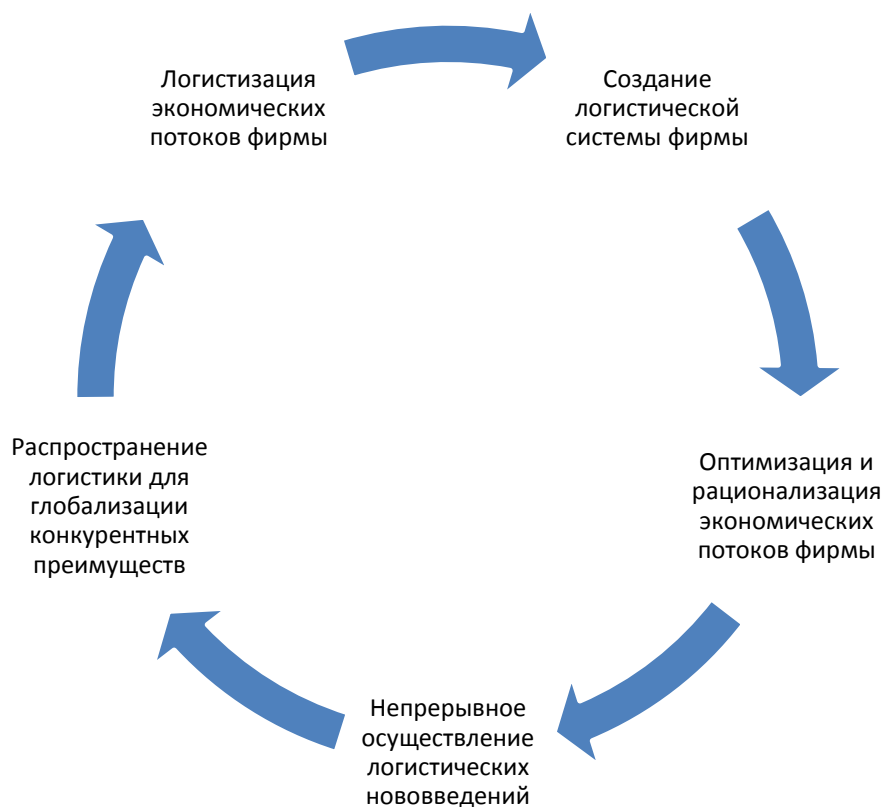 Логистизация
экономических
потоков фирмы
Создание
логистической
системы фирмы
Оптимизация и
рационализация
экономических
потоков фирмы
Непрерывное
осуществление
логистических
нововведений
Распространение
логистики для
глобализации
конкурентных
преимуществ